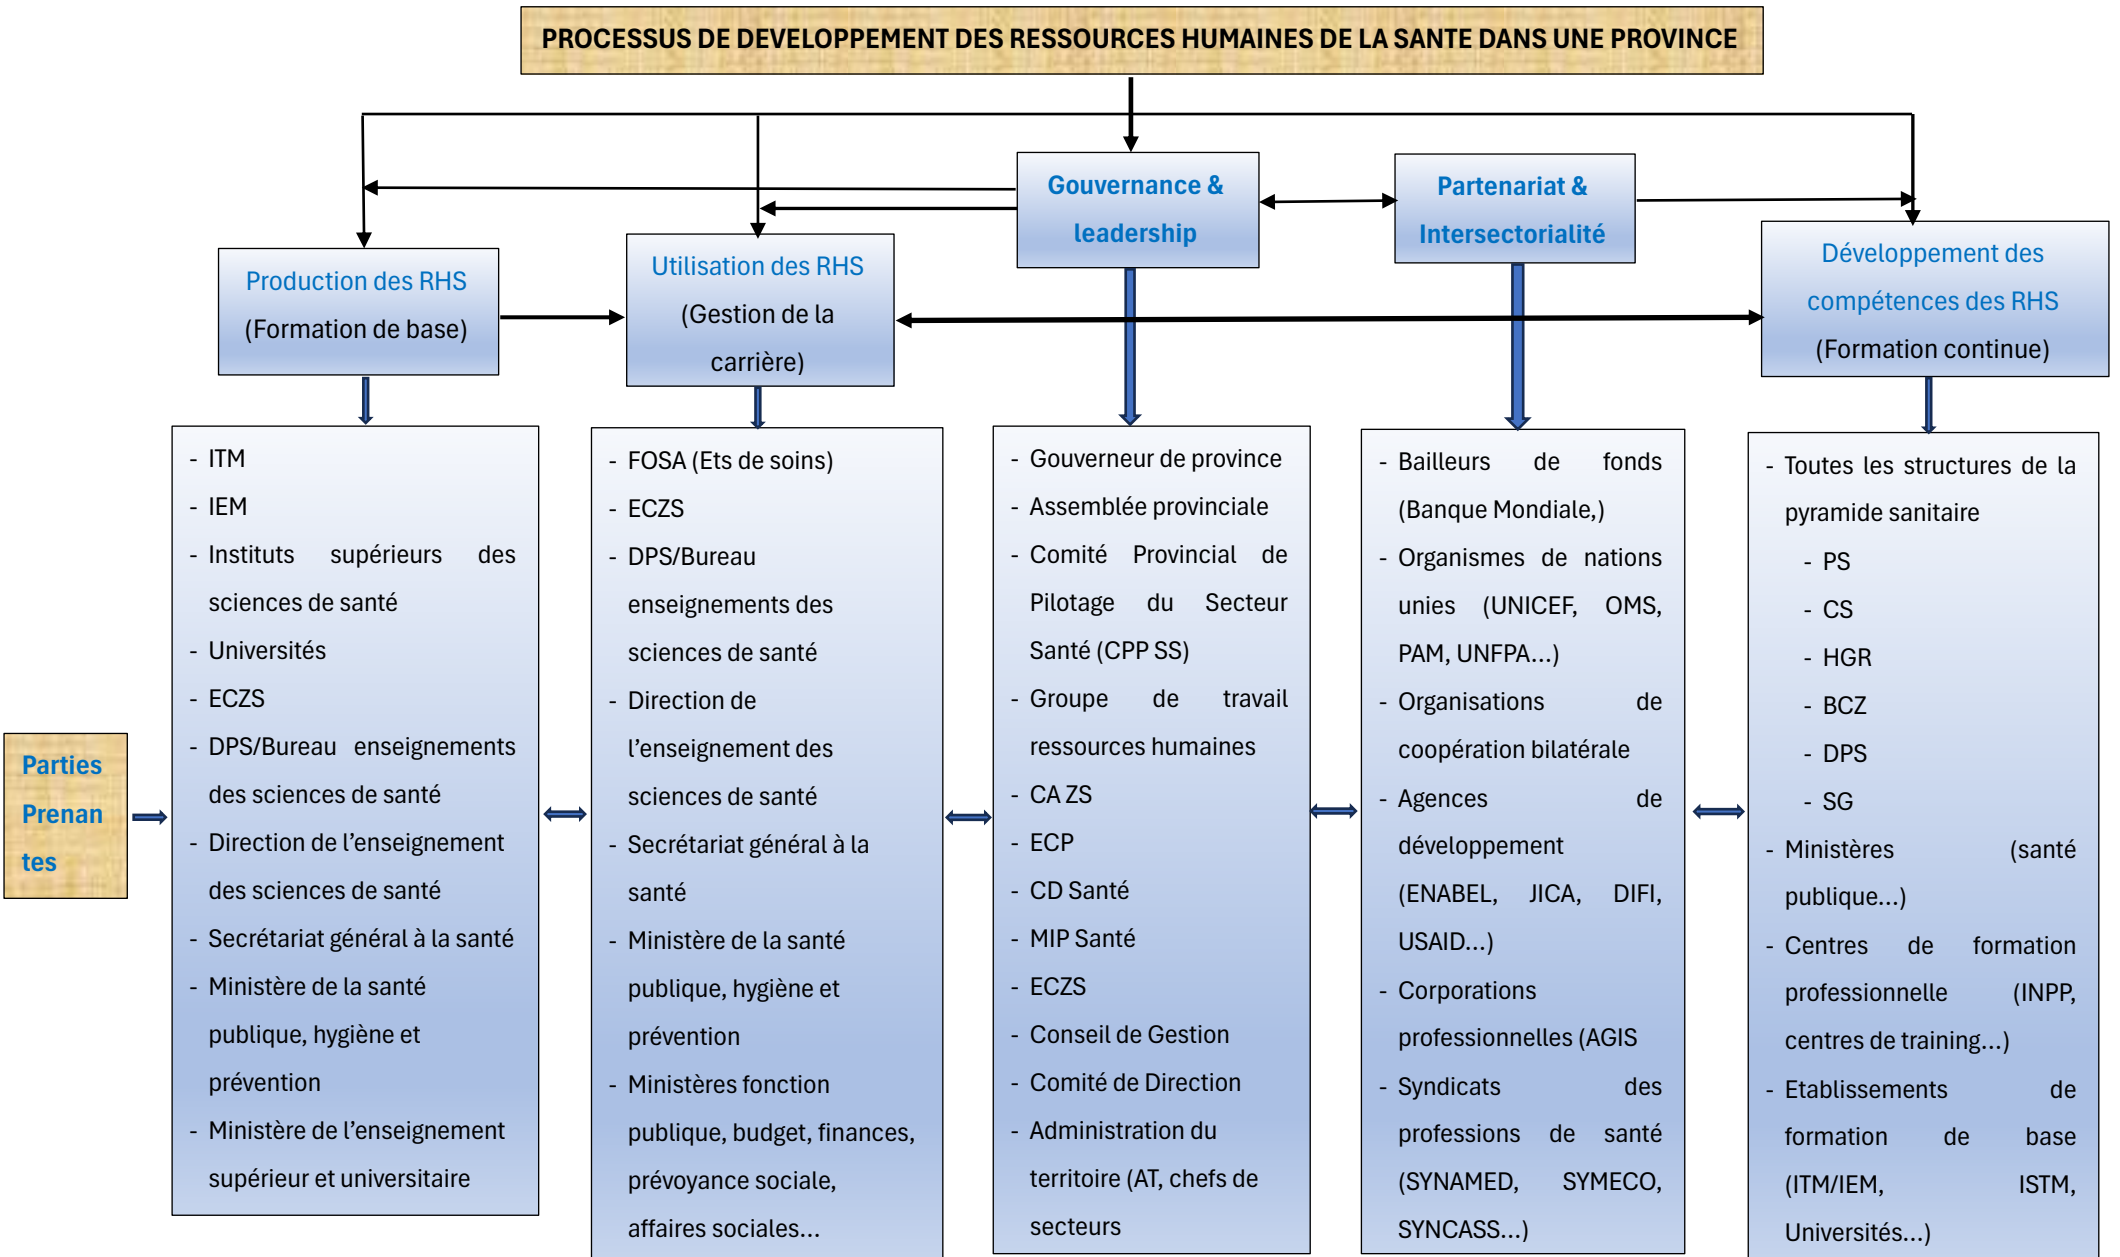 PROCESSUS DE DEVELOPPEMENT DES RESSOURCES HUMAINES DE LA SANTE DANS UNE PROVINCE
Production des RHS
(Formation de base)
Utilisation des RHS
(Gestion de la
carrière)
Gouvernance &
leadership
Partenariat &
Intersectorialité
Développement des
compétences des RHS
(Formation continue)
Parties
Prenan
tes
- ITM
- IEM
- Instituts supérieurs des
sciences de santé
- Universités
- ECZS
- DPS/Bureau enseignements
des sciences de santé
- Direction de l’enseignement
des sciences de santé
- Secrétariat général à la santé
- Ministère de la santé
publique, hygiène et
prévention
- Ministère de l’enseignement
supérieur et universitaire
- FOSA (Ets de soins)
- ECZS
- DPS/Bureau
enseignements des
sciences de santé
- Direction de
l’enseignement des
sciences de santé
- Secrétariat général à la
santé
- Ministère de la santé
publique, hygiène et
prévention
- Ministères fonction
publique, budget, finances,
prévoyance sociale,
affaires sociales…
- Gouverneur de province
- Assemblée provinciale
- Comité Provincial de
Pilotage du Secteur
Santé (CPP SS)
- Groupe de travail
ressources humaines
- CA ZS
- ECP
- CD Santé
- MIP Santé
- ECZS
- Conseil de Gestion
- Comité de Direction
- Administration du
territoire (AT, chefs de
secteurs
- Bailleurs de fonds
(Banque Mondiale,)
- Organismes de nations
unies (UNICEF, OMS,
PAM, UNFPA…)
- Organisations de
coopération bilatérale
- Agences de
développement
(ENABEL, JICA, DIFI,
USAID…)
- Corporations
professionnelles (AGIS
- Syndicats des
professions de santé
(SYNAMED, SYMECO,
SYNCASS…)
- Toutes les structures de la
pyramide sanitaire
- PS
- CS
- HGR
- BCZ
- DPS
- SG
- Ministères (santé
publique…)
- Centres de formation
professionnelle (INPP,
centres de training…)
- Etablissements de
formation de base
(ITM/IEM, ISTM,
Universités…)